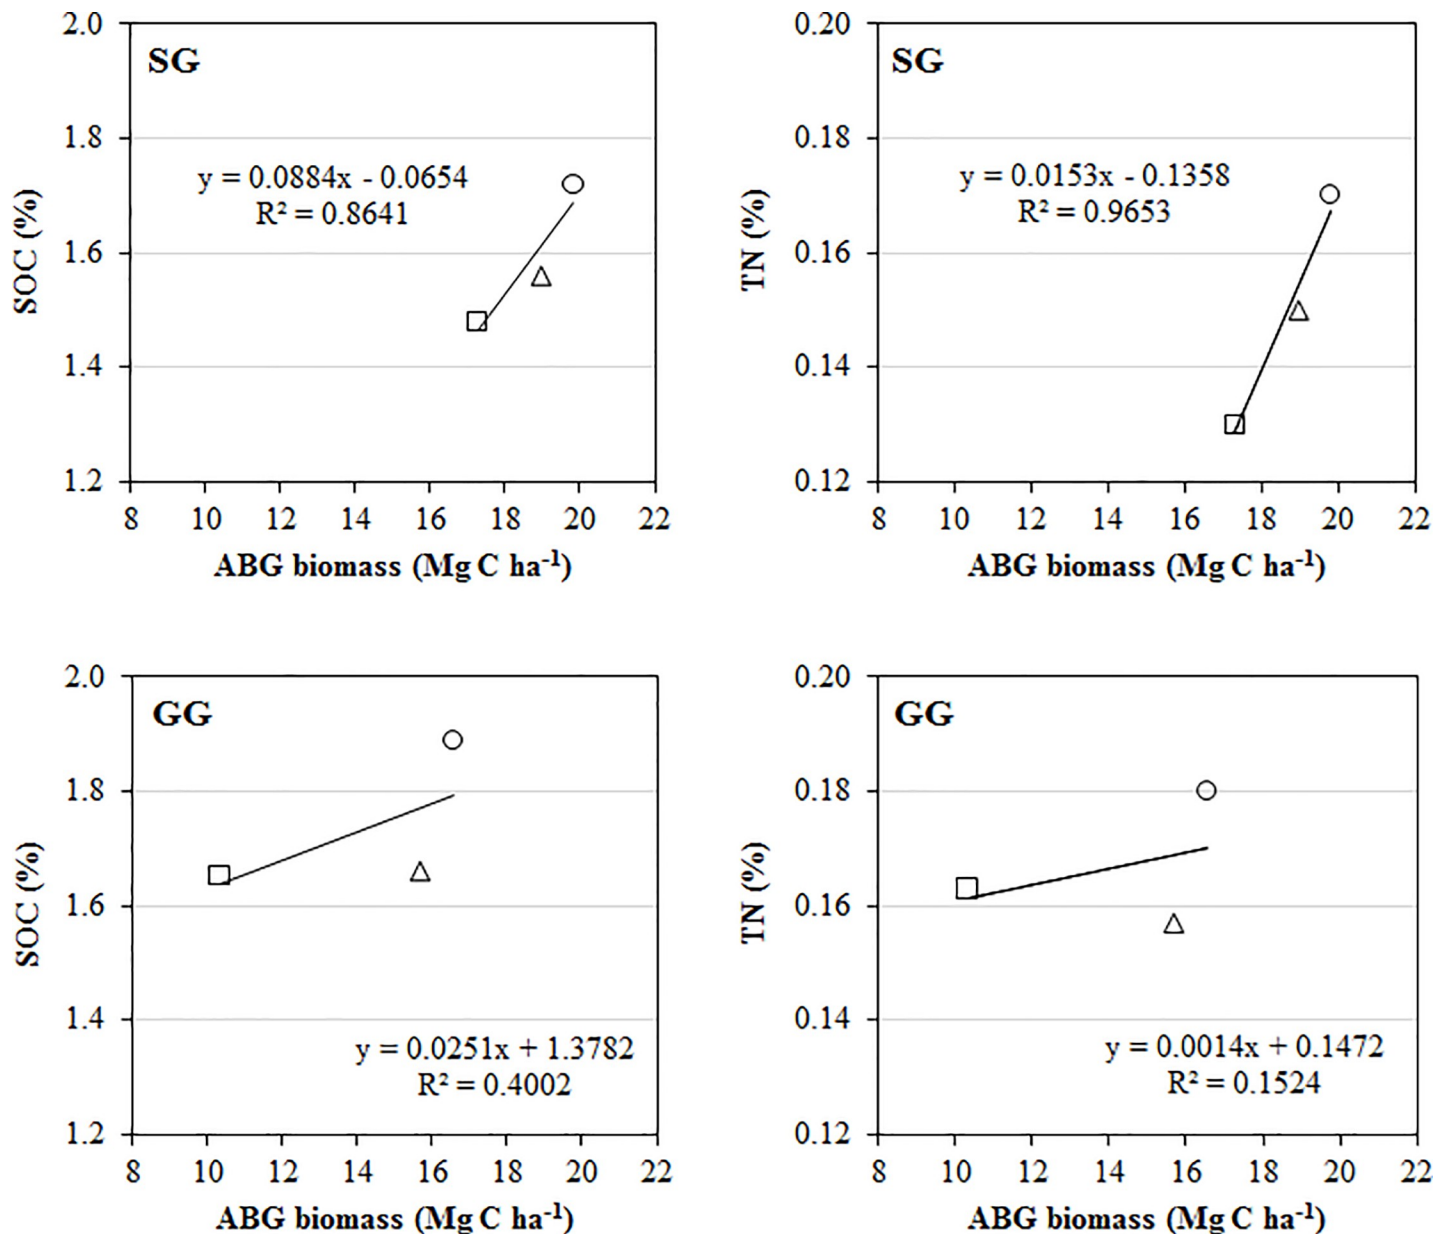 SG
y = 0.0884x - 0.0654
R² = 0.8641
SOC (%)
2.0
1.8
1.6
1.4
1.2
8 10 12 14 16 18 20 22
ABG biomass (Mg C ha⁻¹)
SG
y = 0.0153x - 0.1358
R² = 0.9653
TN (%)
0.20
0.18
0.16
0.14
0.12
8 10 12 14 16 18 20 22
ABG biomass (Mg C ha⁻¹)
GG
y = 0.0251x + 1.3782
R² = 0.4002
SOC (%)
2.0
1.8
1.6
1.4
1.2
8 10 12 14 16 18 20 22
ABG biomass (Mg C ha⁻¹)
GG
y = 0.0014x + 0.1472
R² = 0.1524
TN (%)
0.20
0.18
0.16
0.14
0.12
8 10 12 14 16 18 20 22
ABG biomass (Mg C ha⁻¹)